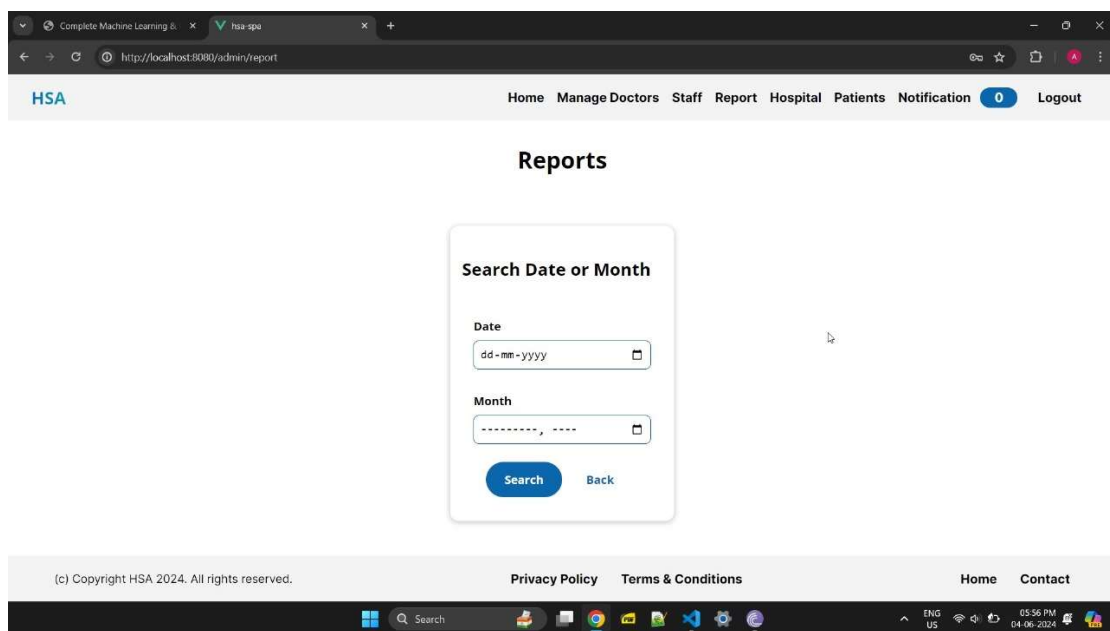 Complete Machine Learning &
hsa-spa
http://localhost:8080/admin/report
A
HSA
Home Manage Doctors Staff Report Hospital Patients Notification 0 Logout
Reports
Search Date or Month
Date
dd-mm-yyyy
Month
---------, ----
Search Back
(c) Copyright HSA 2024. All rights reserved.
Privacy Policy Terms & Conditions
Home Contact
Search
ENG
US
05:56 PM
04-06-2024